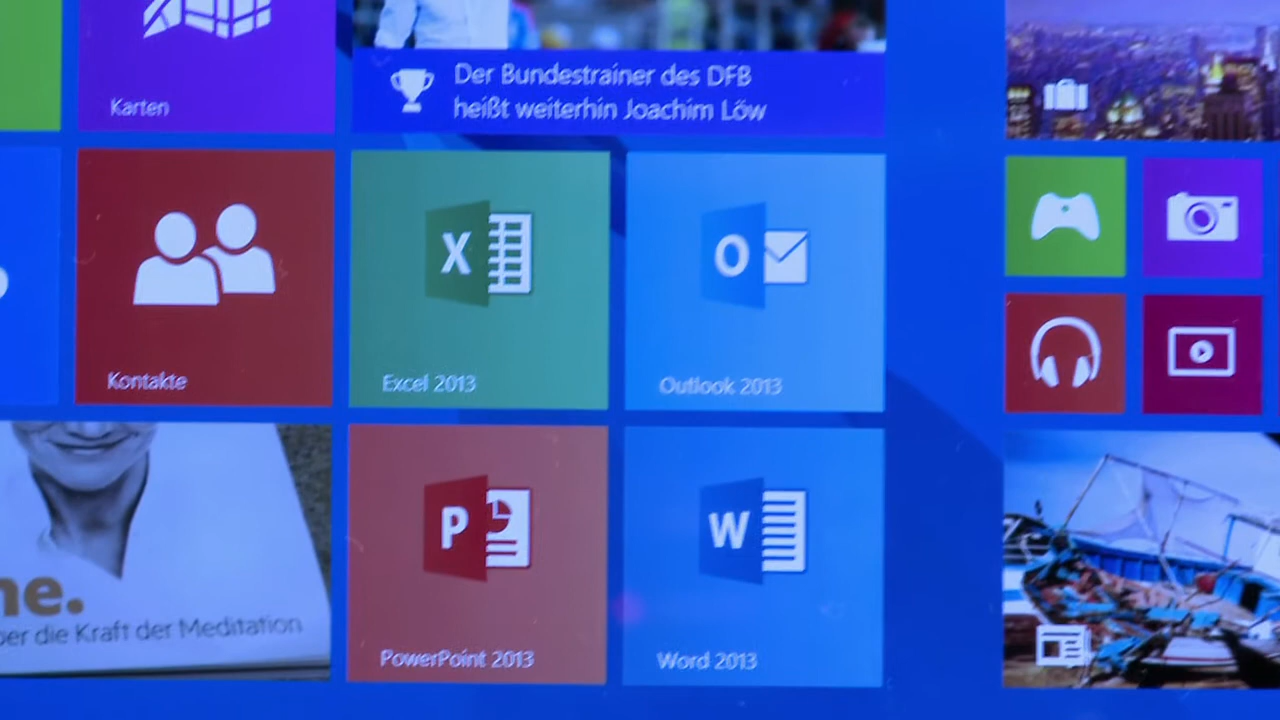 Karten
Der Bundestrainer des DFB
heißt weiterhin Joachim Löw
Kontakte
X
Excel 2013
O
Outlook 2013
P
PowerPoint 2013
W
Word 2013
ne.
ber die Kraft der Meditation